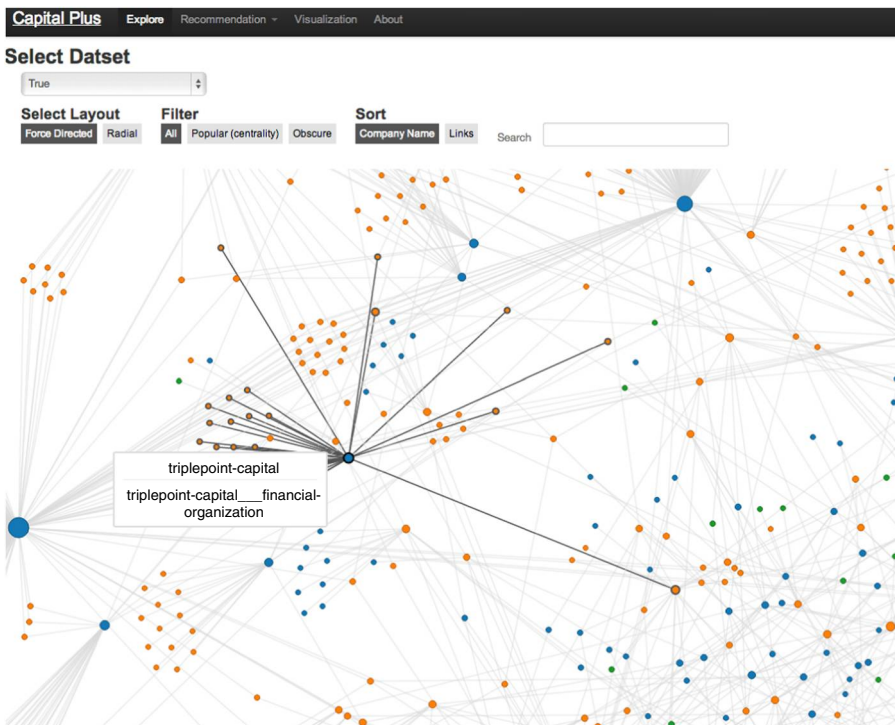 Capital Plus Explore Recommendation Visualization About
Select Datset
True
Select Layout Filter Sort
Force Directed Radial All Popular (centrality) Obscure Company Name Links Search
triplepoint-capital
triplepoint-capital___financial-
organization